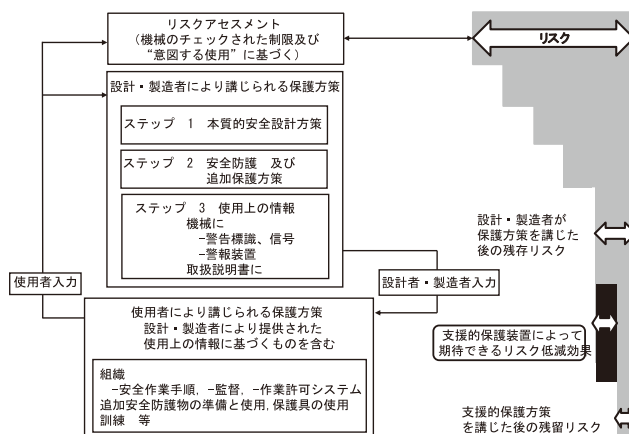 リスクアセスメント
(機械のチェックされた制限及び
“意図する使用”に基づく)
リスク
設計・製造者により講じられる保護方策
ステップ 1 本質的安全設計方策
ステップ 2 安全防護 及び
追加保護方策
ステップ 3 使用上の情報
機械に
-警告標識、信号
-警報装置
取扱説明書に
設計・製造者が
保護方策を講じた
後の残存リスク
使用者入力
設計者・製造者入力
使用者により講じられる保護方策
設計・製造者により提供された
使用上の情報に基づくものを含む
支援的保護装置によって
期待できるリスク低減効果
組織
-安全作業手順, -監督, -作業許可システム
追加安全防護物の準備と使用, 保護具の使用
訓練 等
支援的保護方策
を講じた後の残留リスク